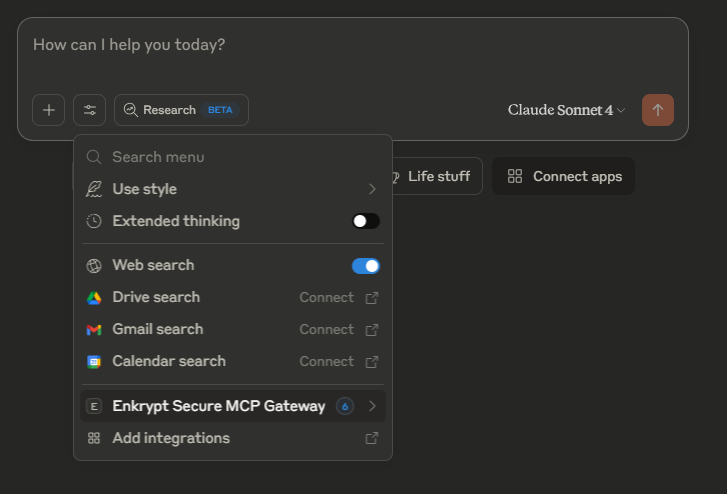 How can I help you today?
Research BETA
Claude Sonnet 4
Search menu
Use style
Extended thinking
Web search
Drive search Connect
Gmail search Connect
Calendar search Connect
E Enkrypt Secure MCP Gateway 6
Add integrations
Life stuff
Connect apps